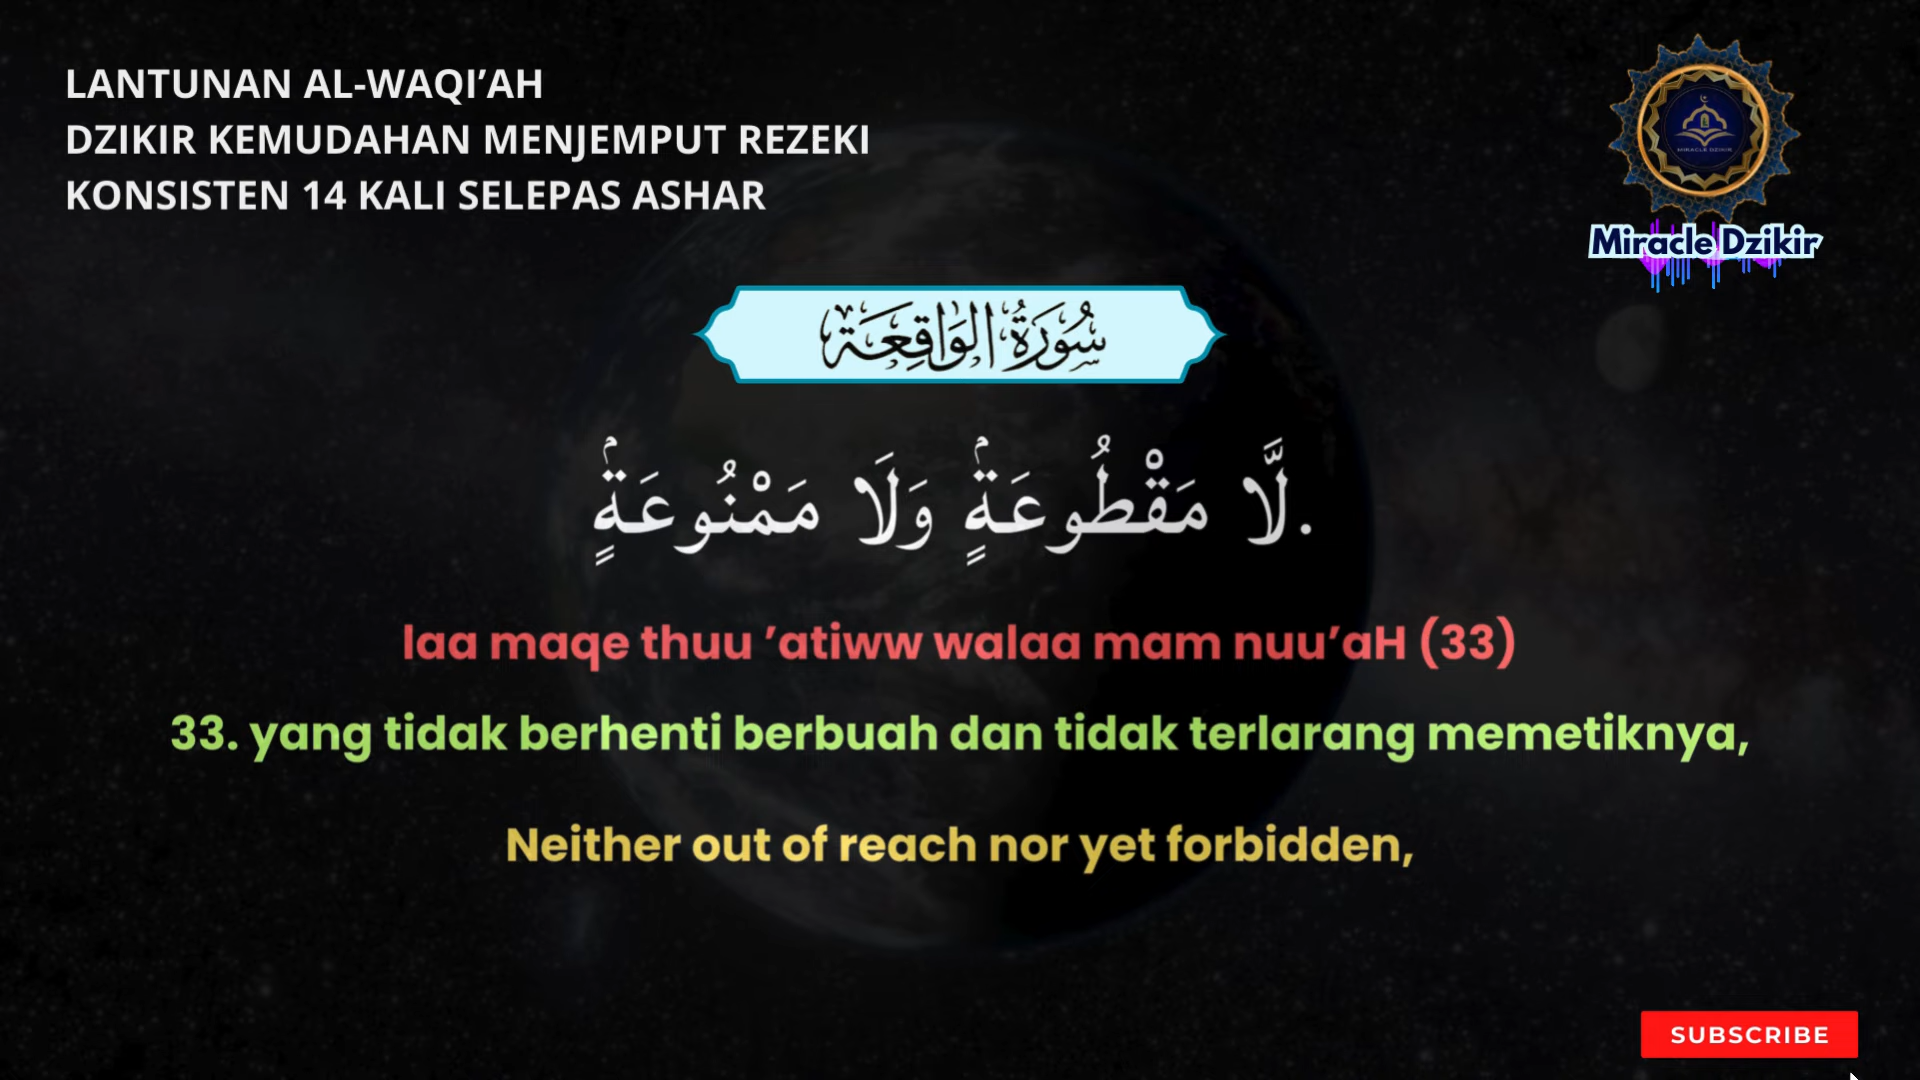 LANTUNAN AL-WAQI’AH
DZIKIR KEMUDAHAN MENJEMPUT REZEKI
KONSISTEN 14 KALI SELEPAS ASHAR
MIRACLE DZIKIR
Miracle Dzikir
سُورَةُ الوَاقِعَة
لَّا مَقْطُوعَةٍۢ وَلَا مَمْنُوعَةٍۢ.
laa maqe thuu ’atiww walaa mam nuu’aH (33)
33. yang tidak berhenti berbuah dan tidak terlarang memetiknya,
Neither out of reach nor yet forbidden,
SUBSCRIBE